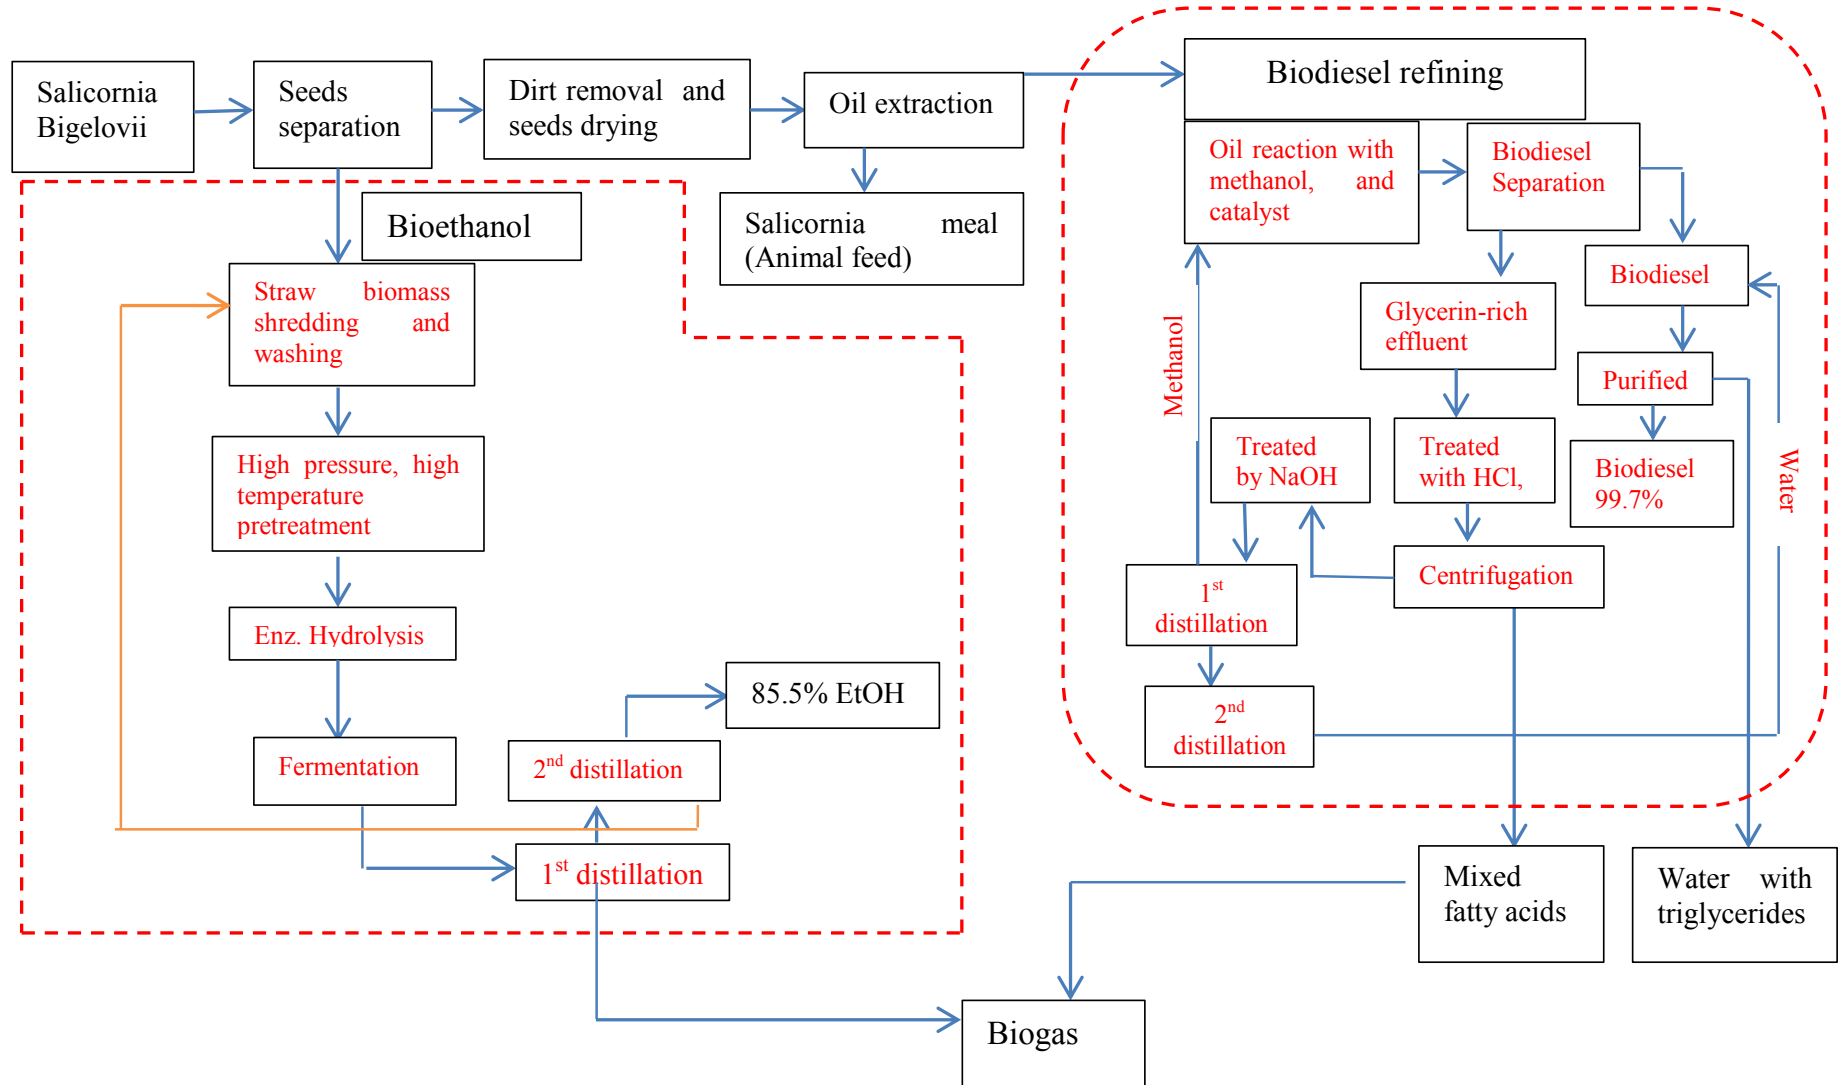 Salicornia
Bigelovii
Seeds
separation
Dirt removal and
seeds drying
Oil extraction
Salicornia meal
(Animal feed)
Biodiesel refining
Oil reaction with
methanol, and
catalyst
Biodiesel
Separation
Biodiesel
Glycerin-rich
effluent
Purified
Biodiesel
99.7%
Treated
with HCl,
Treated
by NaOH
Centrifugation
1st
distillation
2nd
distillation
Methanol
Water
Mixed
fatty acids
Water with
triglycerides
Bioethanol
Straw biomass
shredding and
washing
High pressure, high
temperature
pretreatment
Enz. Hydrolysis
Fermentation
1st distillation
2nd distillation
85.5% EtOH
Biogas